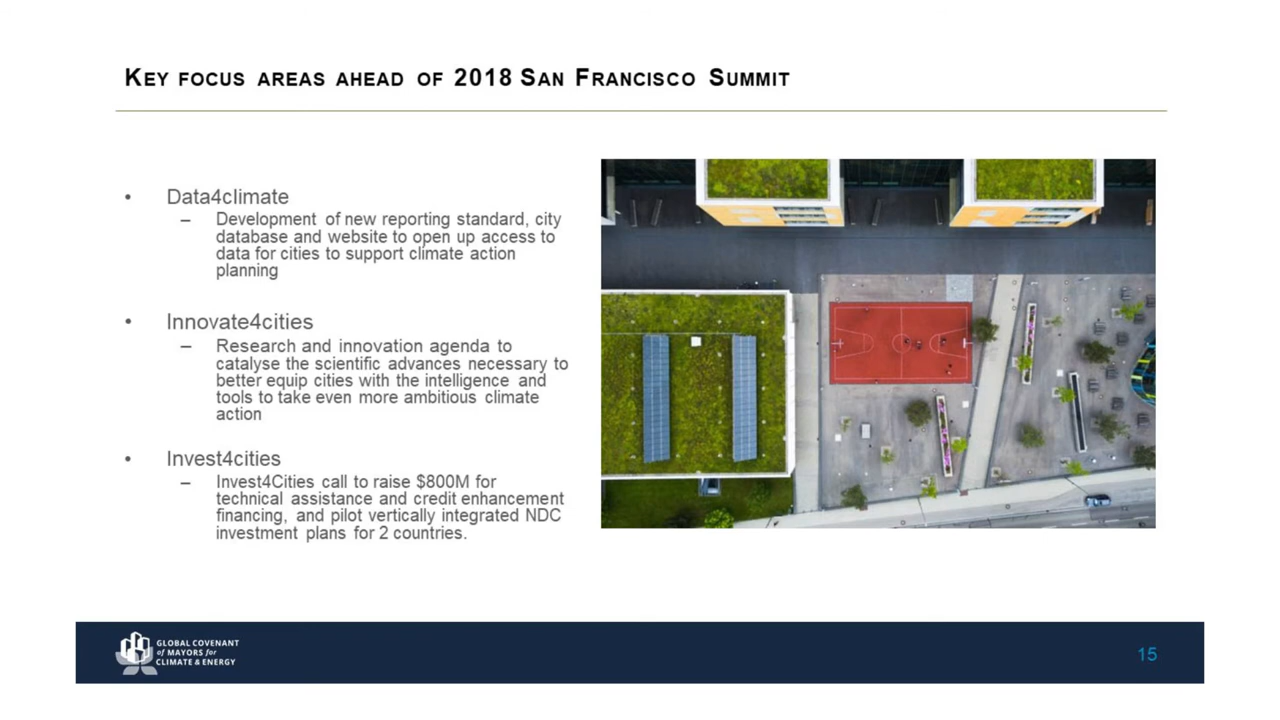 KEY FOCUS AREAS AHEAD OF 2018 SAN FRANCISCO SUMMIT
• Data4climate
– Development of new reporting standard, city
database and website to open up access to
data for cities to support climate action
planning
• Innovate4cities
– Research and innovation agenda to
catalyse the scientific advances necessary to
better equip cities with the intelligence and
tools to take even more ambitious climate
action
• Invest4cities
– Invest4Cities call to raise $800M for
technical assistance and credit enhancement
financing, and pilot vertically integrated NDC
investment plans for 2 countries.
GLOBAL COVENANT
of MAYORS for
CLIMATE & ENERGY
15